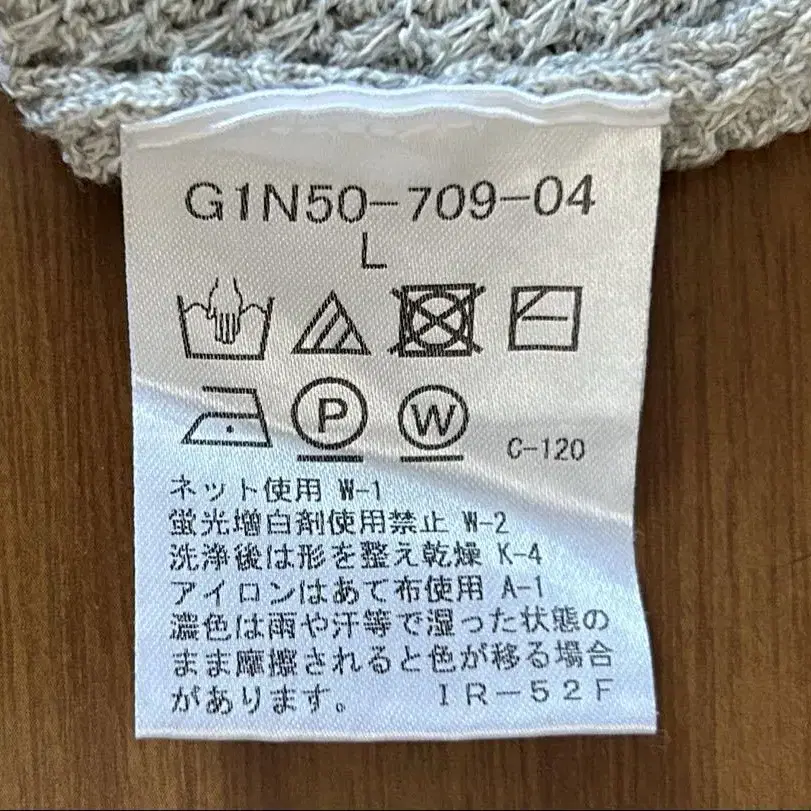 G1N50-709-04
L
P W C-120
ネット使用 W-1
蛍光増白剤使用禁止 W-2
洗浄後は形を整え乾燥 K-4
アイロンはあて布使用 A-1
濃色は雨や汗等で湿った状態の
まま摩擦されると色が移る場合
があります。 IR-52F